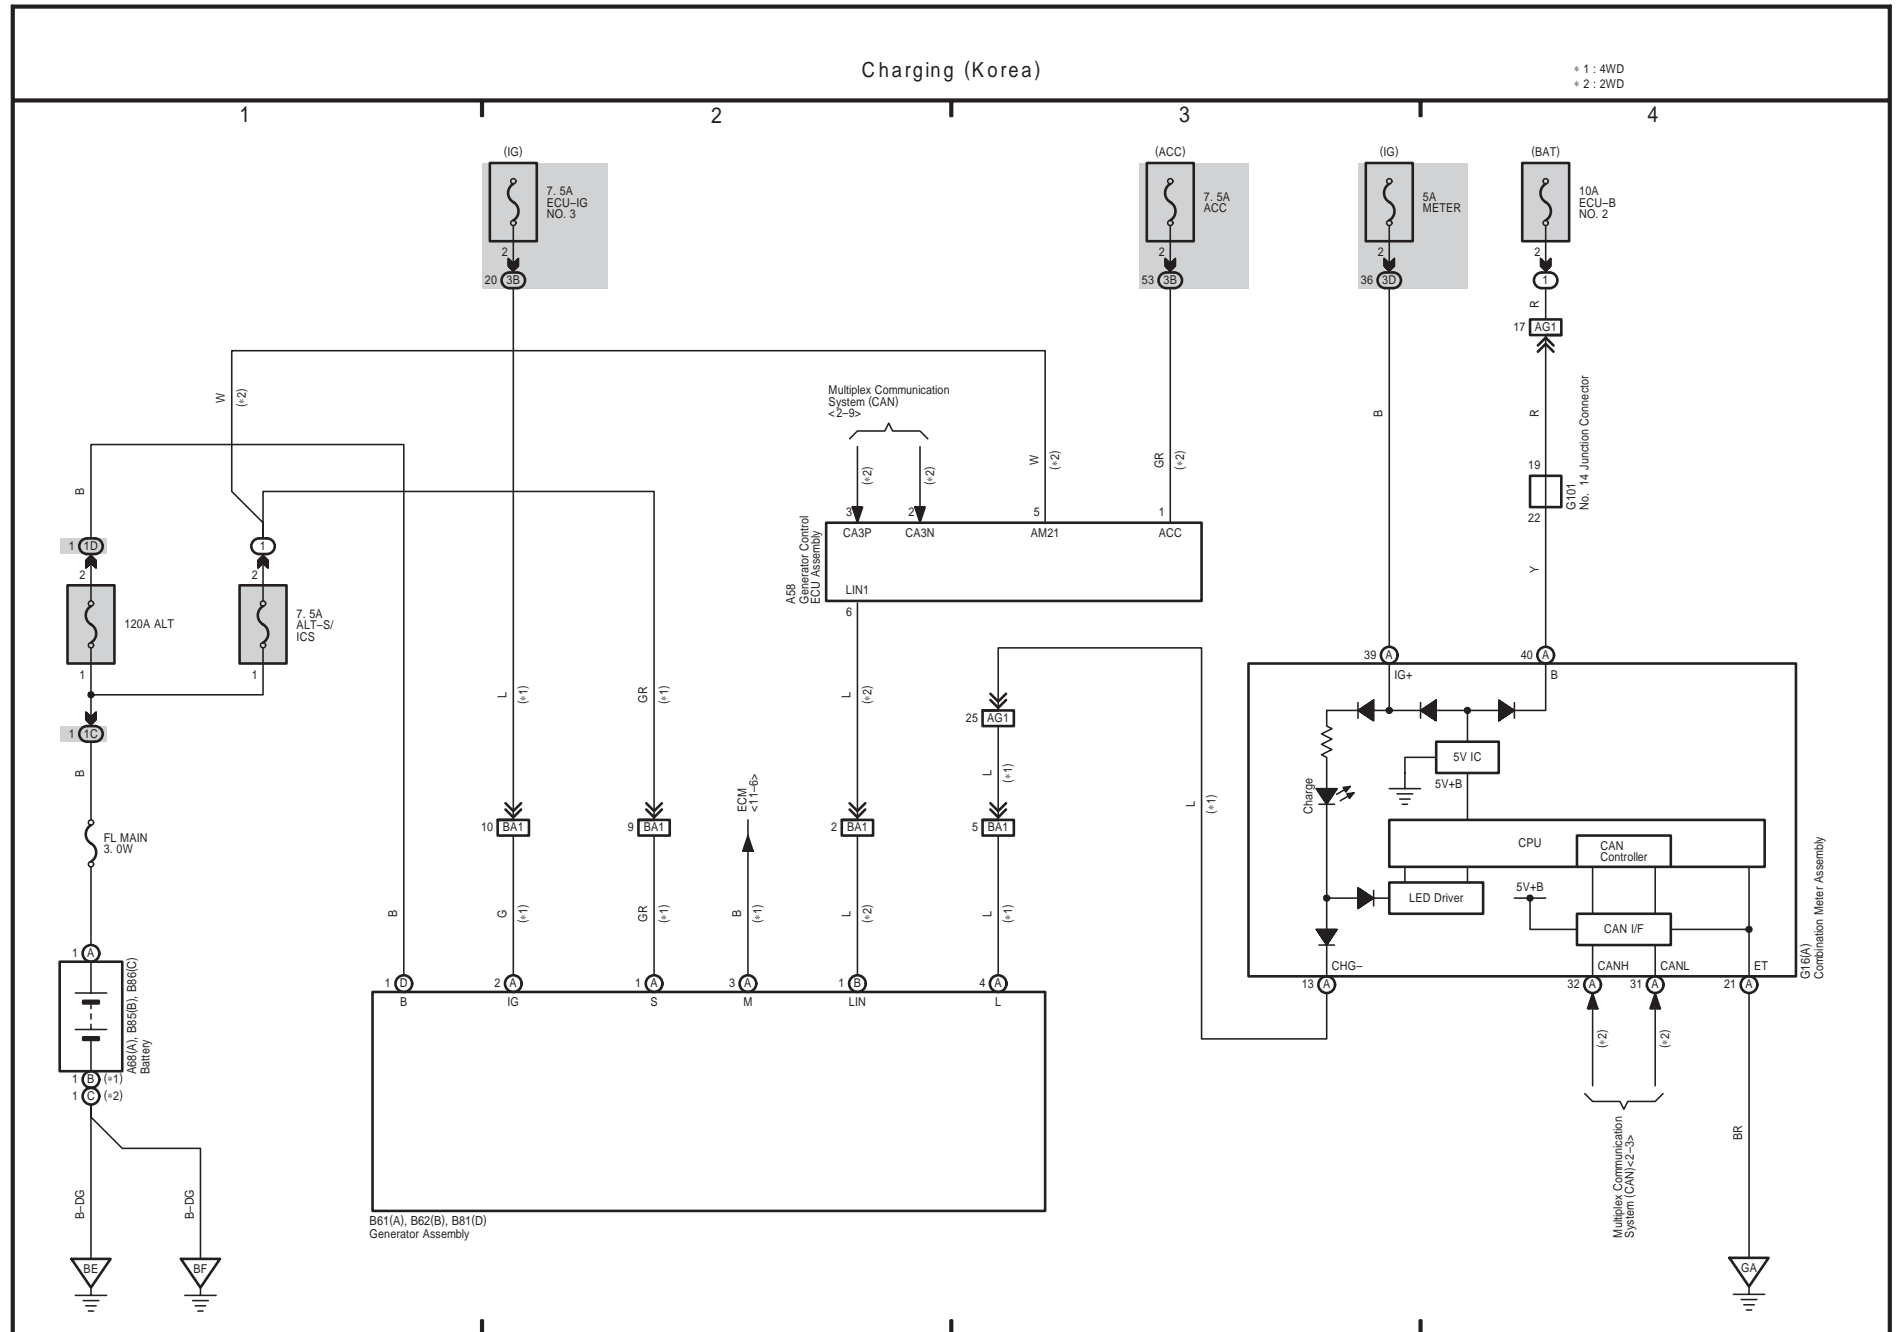 Charging (Korea)
* 1 : 4WD
* 2 : 2WD
1
2
3
4
(IG)
7. 5A
ECU–IG
NO. 3
2
20
3B
(ACC)
7. 5A
ACC
2
53
3B
(IG)
5A
METER
2
36
3D
(BAT)
10A
ECU–B
NO. 2
2
1
R
17
AG1
R
19
G101
No. 14 Junction Connector
22
Y
B
W
(*2)
Multiplex Communication
System (CAN)
<2–9>
(*2)
(*2)
W
(*2)
GR
(*2)
3
2
5
1
CA3P
CA3N
AM21
ACC
LIN1
6
A58
Generator Control
ECU Assembly
B
1
1D
2
120A ALT
1
1
2
7. 5A
ALT–S/
ICS
1
1
1C
B
FL MAIN
3. 0W
1
A
A68(A), B85(B), B86(C)
Battery
1
B
(*1)
1
C
(*2)
B–DG
B–DG
BE
BF
L
(*1)
GR
(*1)
L
(*2)
25
AG1
L
(*1)
L
(*1)
10
BA1
9
BA1
ECM
<11–6>
2
BA1
5
BA1
B
G
(*1)
GR
(*1)
B
(*1)
L
(*2)
L
(*1)
1
D
2
A
1
A
3
A
1
B
4
A
B
IG
S
M
LIN
L
B61(A), B62(B), B81(D)
Generator Assembly
39
A
40
A
IG+
B
5V IC
5V+B
Charge
CPU
CAN
Controller
LED Driver
5V+B
CAN I/F
CHG–
CANH
CANL
ET
13
A
32
A
31
A
21
A
G16(A)
Combination Meter Assembly
(*2)
(*2)
Multiplex Communication
System (CAN)<2–3>
BR
GA